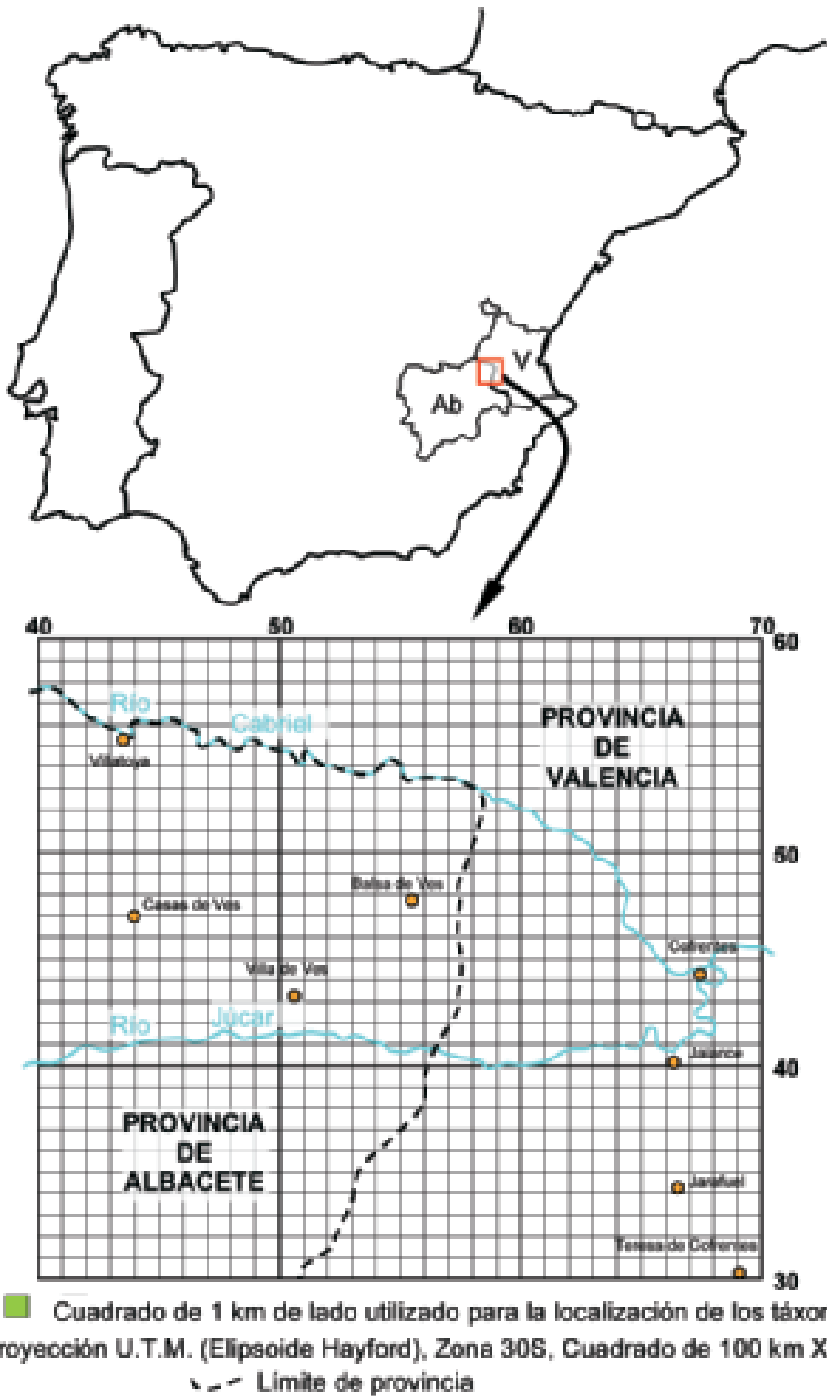 V
Ab
40 50 60 70
60
Río
Cabriel
PROVINCIA
DE
VALENCIA
Villatoya
50
Balsa de Ves
Casas de Ves
Cofrentes
Villa de Ves
Río Júcar
Jalance
40
PROVINCIA
DE
ALBACETE
Jarafuel
Teresa de Cofrentes
30
Cuadrado de 1 km de lado utilizado para la localización de los táxon
royección U.T.M. (Elipsoide Hayford), Zona 30S, Cuadrado de 100 km X
Límite de provincia